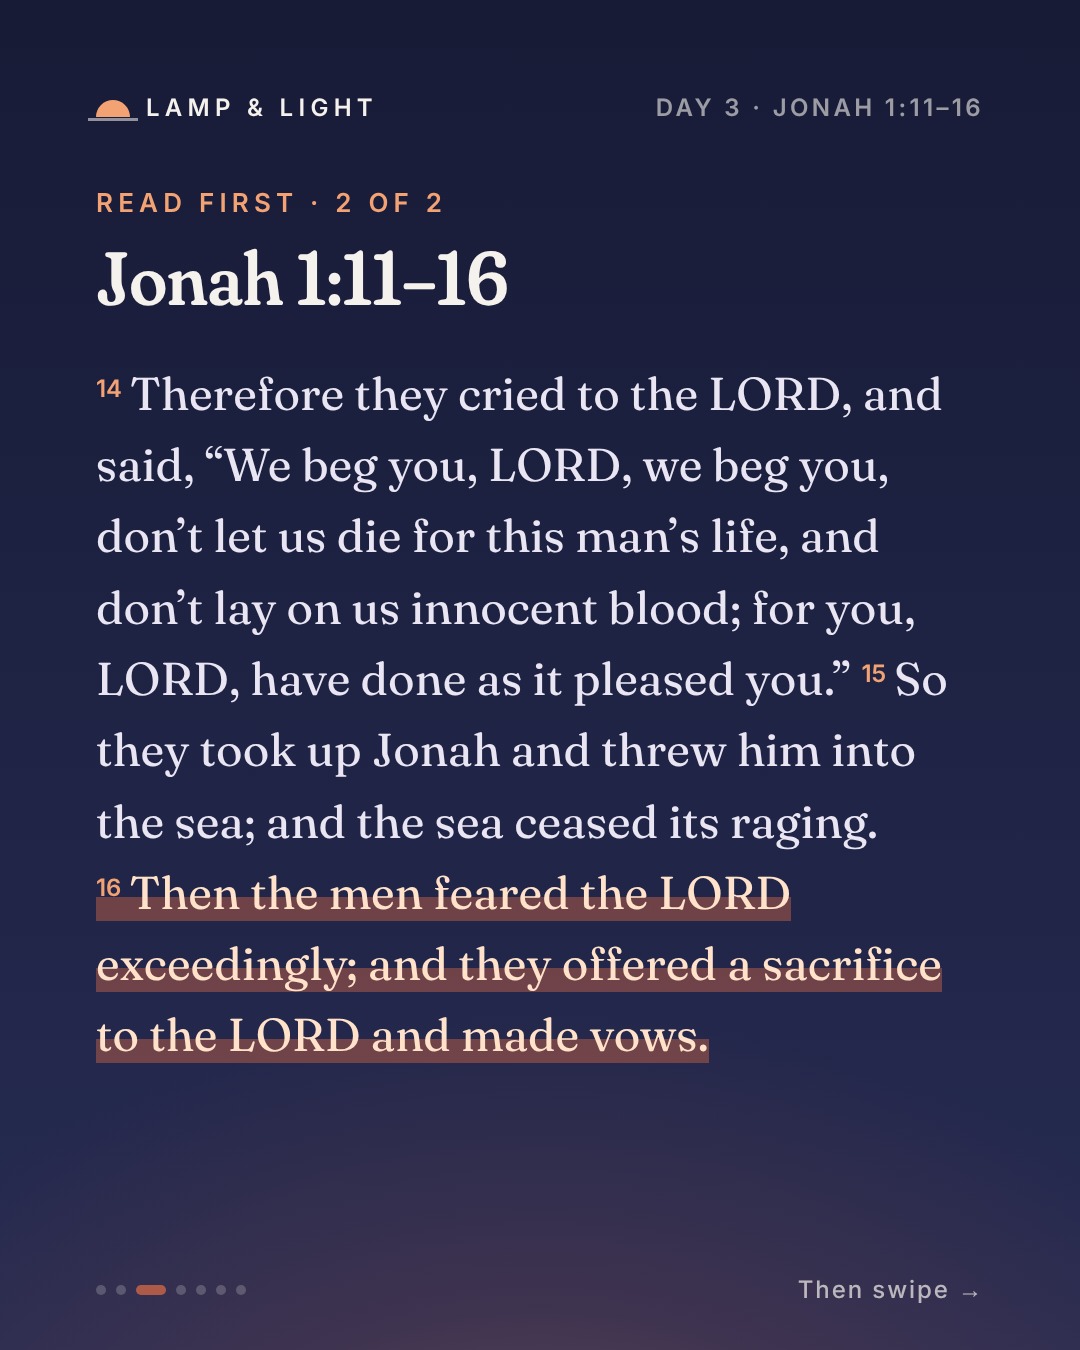 LAMP & LIGHT
DAY 3 · JONAH 1:11–16
READ FIRST · 2 OF 2
Jonah 1:11–16
14 Therefore they cried to the LORD, and
said, “We beg you, LORD, we beg you,
don’t let us die for this man’s life, and
don’t lay on us innocent blood; for you,
LORD, have done as it pleased you.” 15 So
they took up Jonah and threw him into
the sea; and the sea ceased its raging.
16 Then the men feared the LORD
exceedingly; and they offered a sacrifice
to the LORD and made vows.
Then swipe →